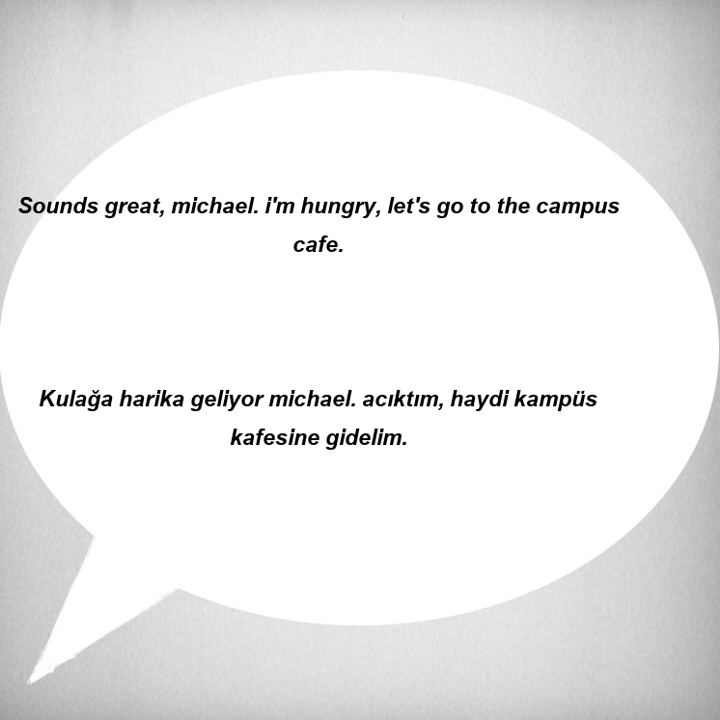 Sounds great, michael. i'm hungry, let's go to the campus
cafe.
Kulağa harika geliyor michael. acıktım, haydi kampüs
kafesine gidelim.